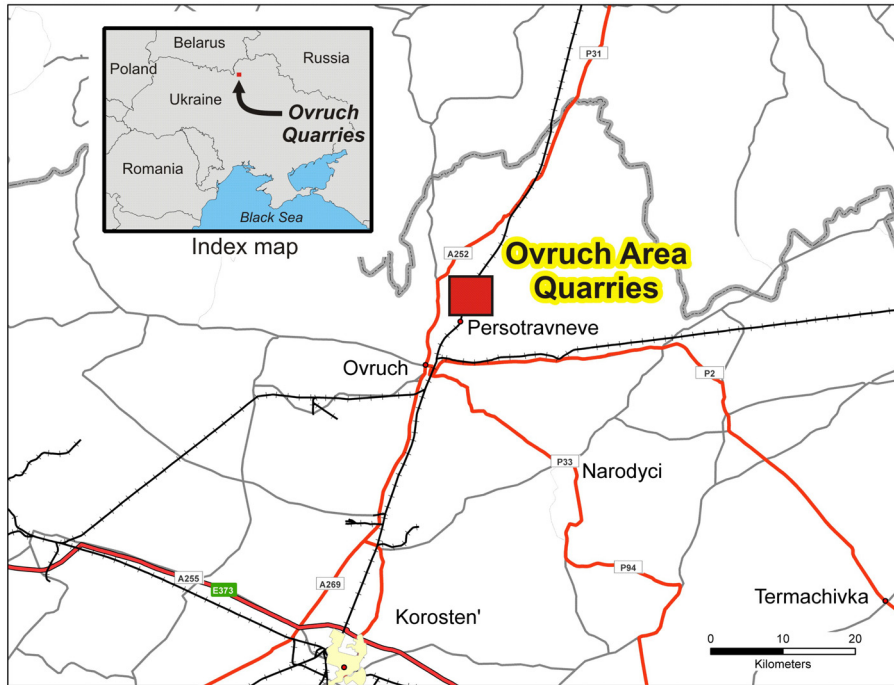 Belarus
Russia
Poland
Ukraine
Ovruch
Quarries
Romania
Black Sea
Index map
P31
A252
Ovruch Area
Quarries
Persotravneve
Ovruch
P2
P33
Narodyci
A255
E373
A269
P94
Korosten'
Termachivka
0 10 20
Kilometers